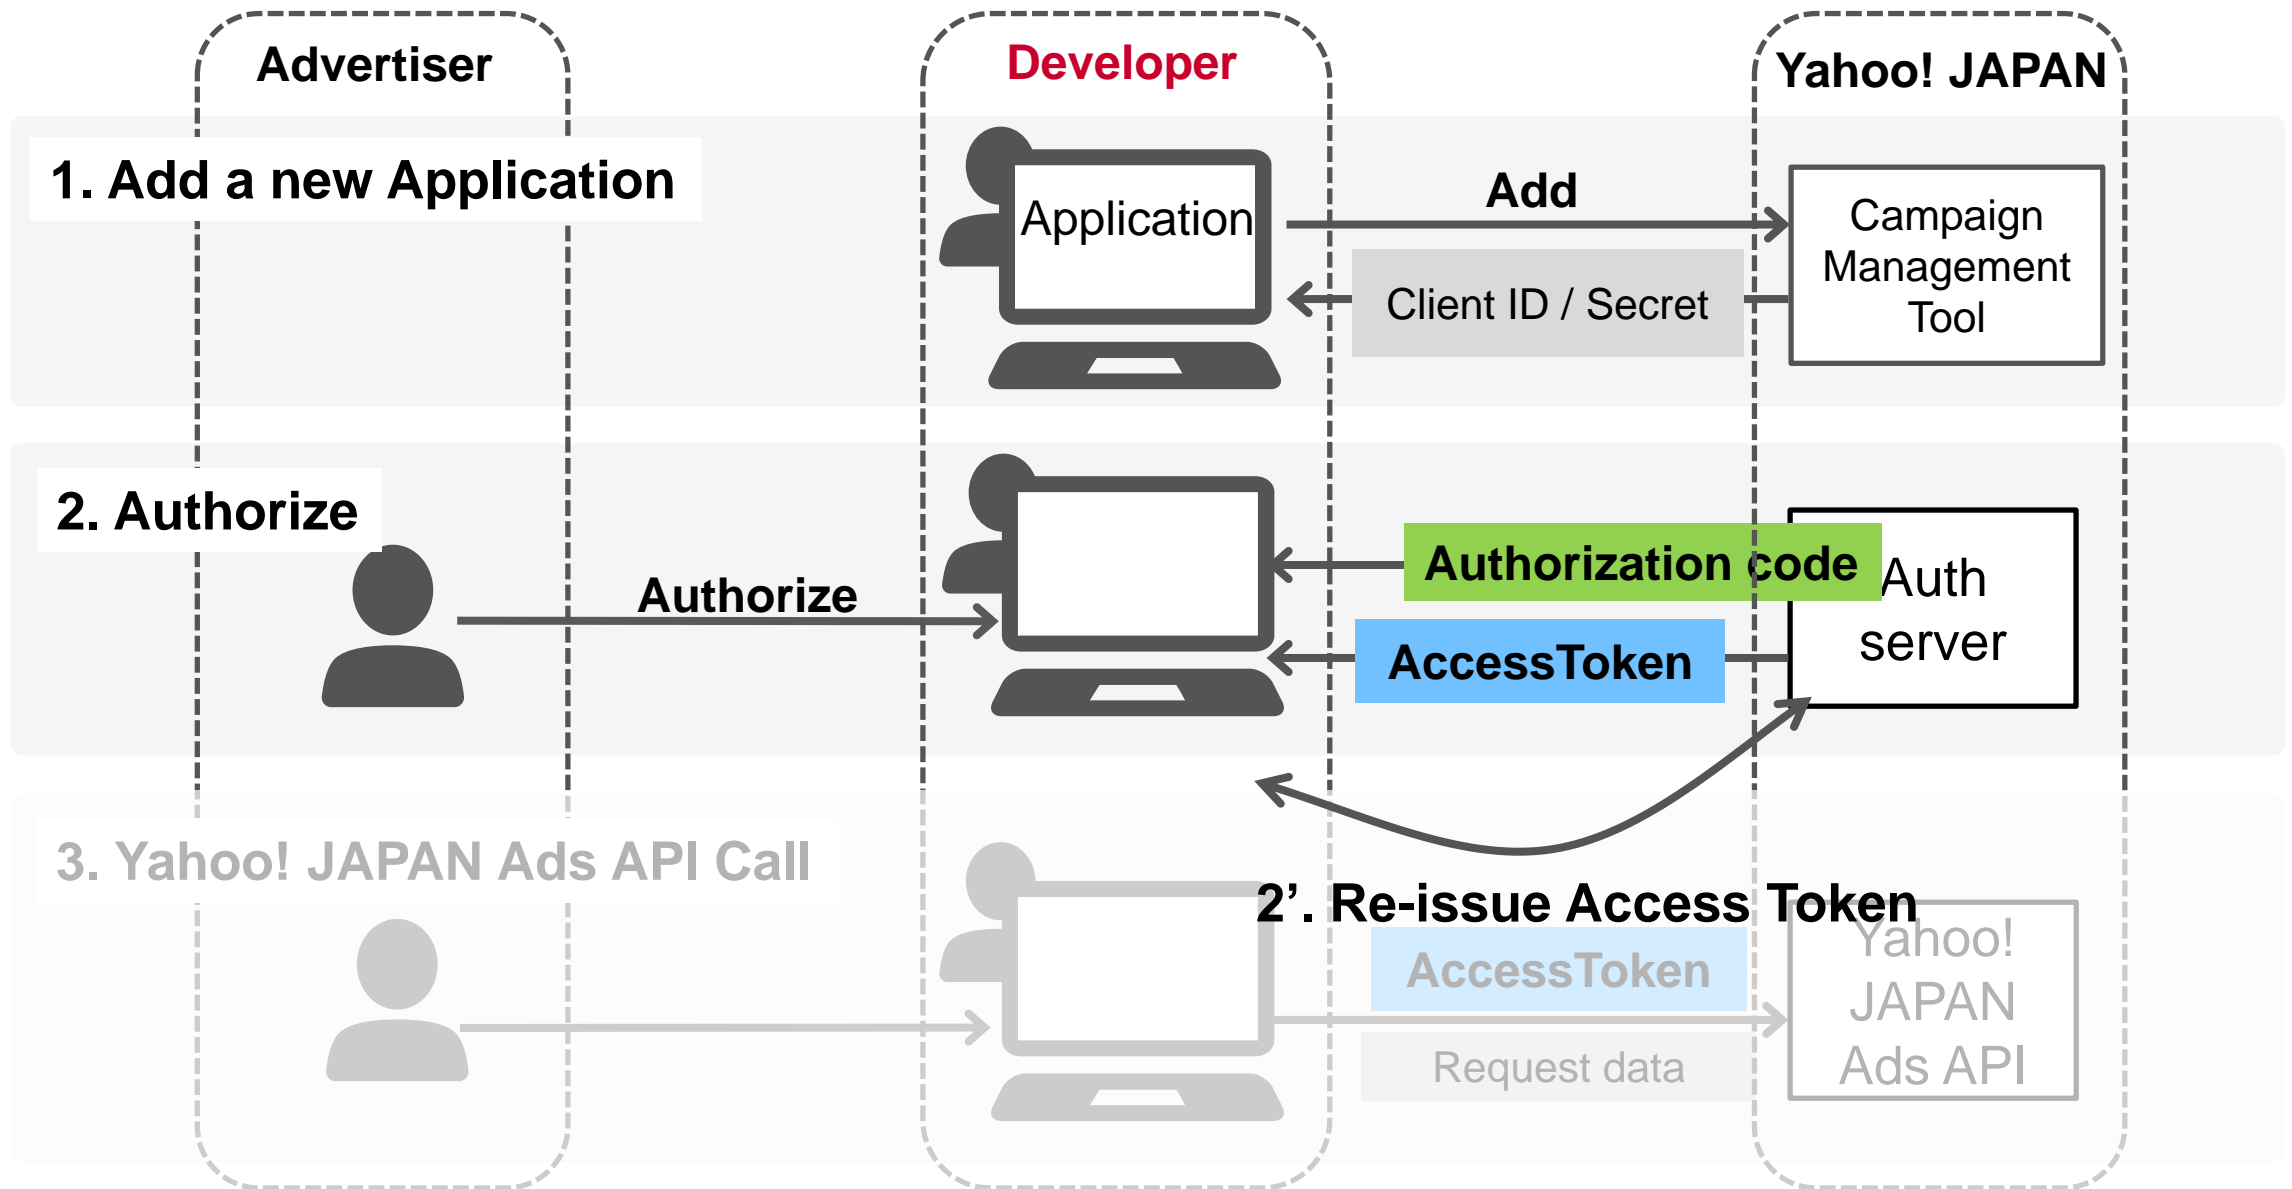 Advertiser
Developer
Yahoo! JAPAN
1. Add a new Application
Application
Add
Client ID / Secret
Campaign
Management
Tool
2. Authorize
Authorize
Authorization code
AccessToken
Auth
server
3. Yahoo! JAPAN Ads API Call
2’. Re-issue Access Token
AccessToken
Request data
Yahoo!
JAPAN
Ads API